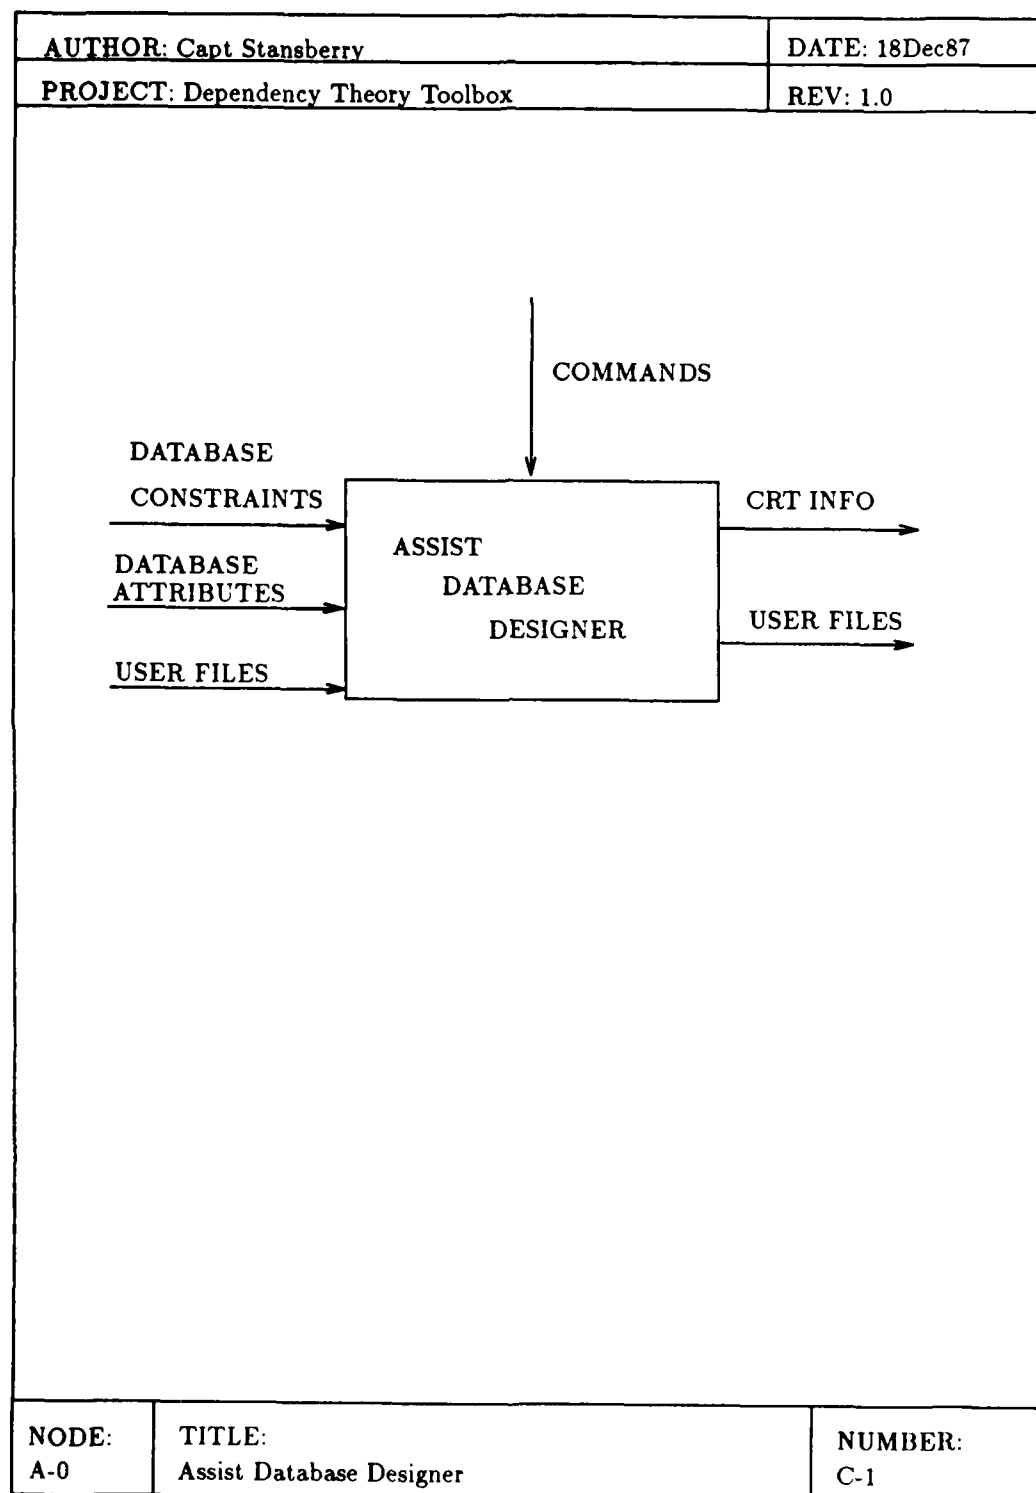 AUTHOR: Capt Stansberry
DATE: 18Dec87
PROJECT: Dependency Theory Toolbox
REV: 1.0
COMMANDS
DATABASE
CONSTRAINTS
DATABASE
ATTRIBUTES
USER FILES
ASSIST
DATABASE
DESIGNER
CRT INFO
USER FILES
NODE:
A-0
TITLE:
Assist Database Designer
NUMBER:
C-1